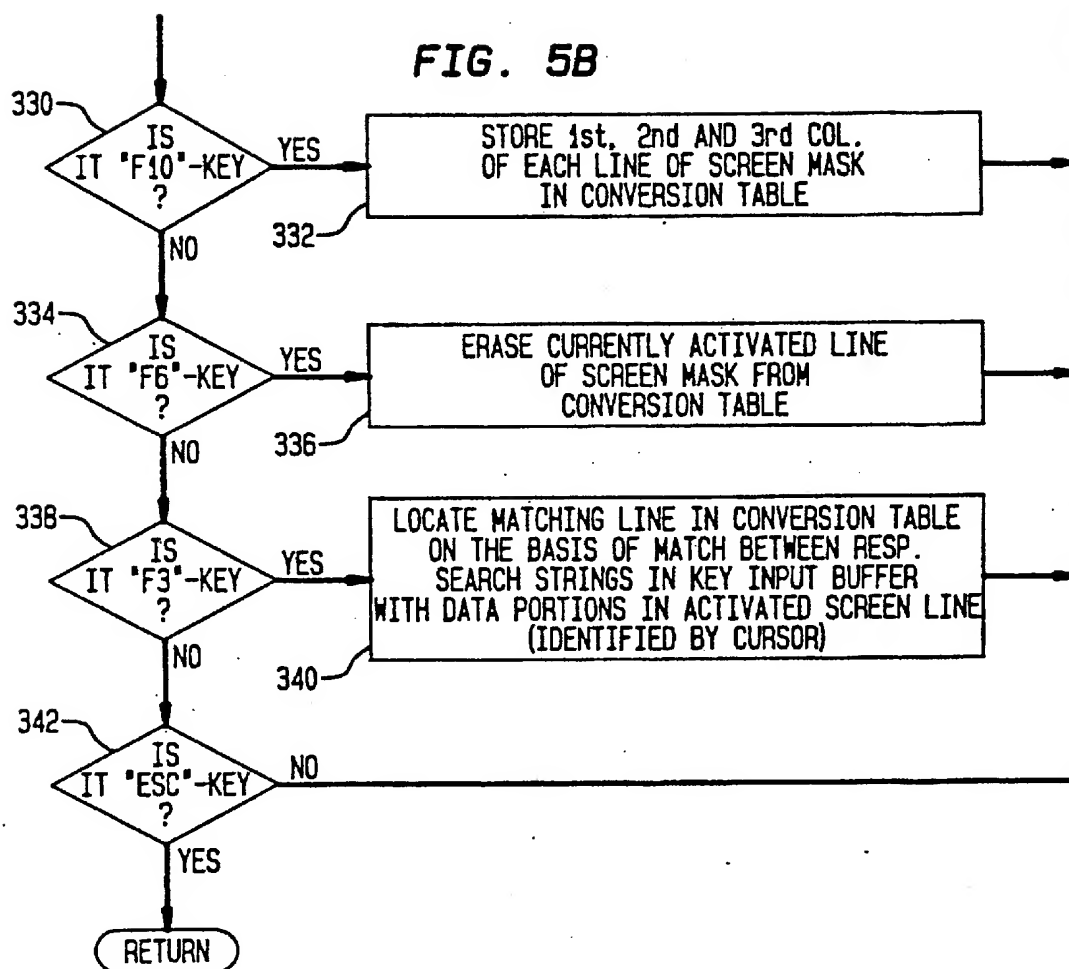 FIG. 5B
330
IS
IT "F10"-KEY
?
YES
NO
STORE 1st, 2nd AND 3rd COL.
OF EACH LINE OF SCREEN MASK
IN CONVERSION TABLE
332
334
IS
IT "F6"-KEY
?
YES
NO
ERASE CURRENTLY ACTIVATED LINE
OF SCREEN MASK FROM
CONVERSION TABLE
336
338
IS
IT "F3"-KEY
?
YES
NO
LOCATE MATCHING LINE IN CONVERSION TABLE
ON THE BASIS OF MATCH BETWEEN RESP.
SEARCH STRINGS IN KEY INPUT BUFFER
WITH DATA PORTIONS IN ACTIVATED SCREEN LINE
(IDENTIFIED BY CURSOR)
340
342
IS
IT "ESC"-KEY
?
NO
YES
RETURN